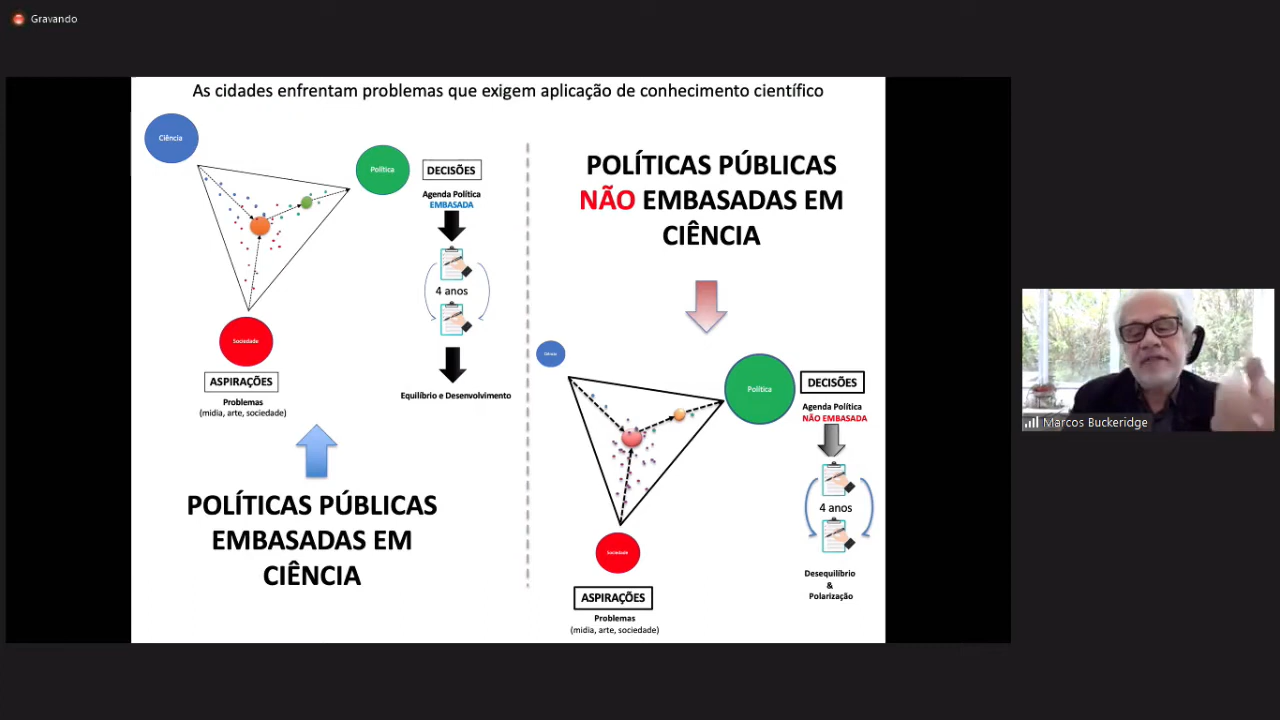 Gravando
As cidades enfrentam problemas que exigem aplicação de conhecimento científico
Ciência
Política
DECISÕES
Agenda Política
EMBASADA
4 anos
Equilíbrio e Desenvolvimento
Sociedade
ASPIRAÇÕES
Problemas
(midia, arte, sociedade)
POLÍTICAS PÚBLICAS
EMBASADAS EM
CIÊNCIA
POLÍTICAS PÚBLICAS
NÃO EMBASADAS EM
CIÊNCIA
Ciência
Política
DECISÕES
Agenda Política
NÃO EMBASADA
4 anos
Desequilíbrio
&
Polarização
Sociedade
ASPIRAÇÕES
Problemas
(midia, arte, sociedade)
Marcos Buckeridge